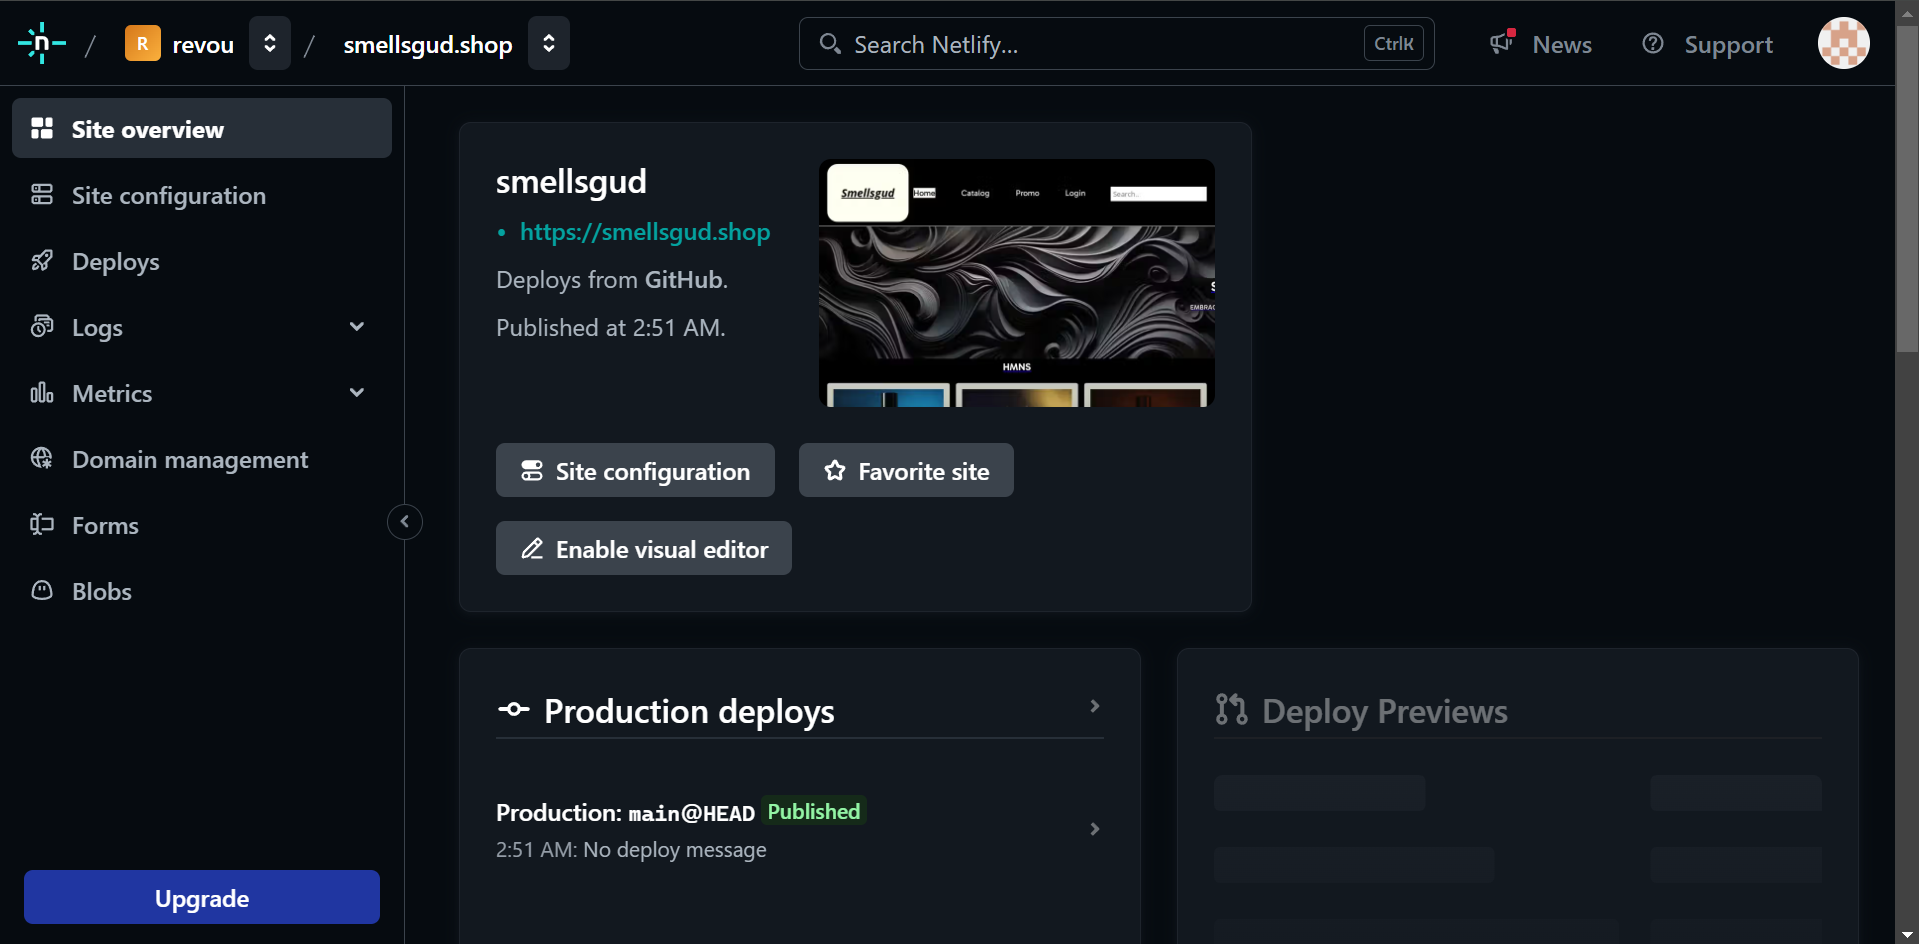 n / R revou / smellsgud.shop Search Netlify... CtrlK News Support
Site overview
Site configuration
Deploys
Logs
Metrics
Domain management
Forms
Blobs
Upgrade
smellsgud
• https://smellsgud.shop
Deploys from GitHub.
Published at 2:51 AM.
Smellsgud Home Catalog Promo Login Search...
S
EMBRAC
HMNS
Site configuration
Favorite site
Enable visual editor
Production deploys
Production: main@HEAD Published
2:51 AM: No deploy message
Deploy Previews